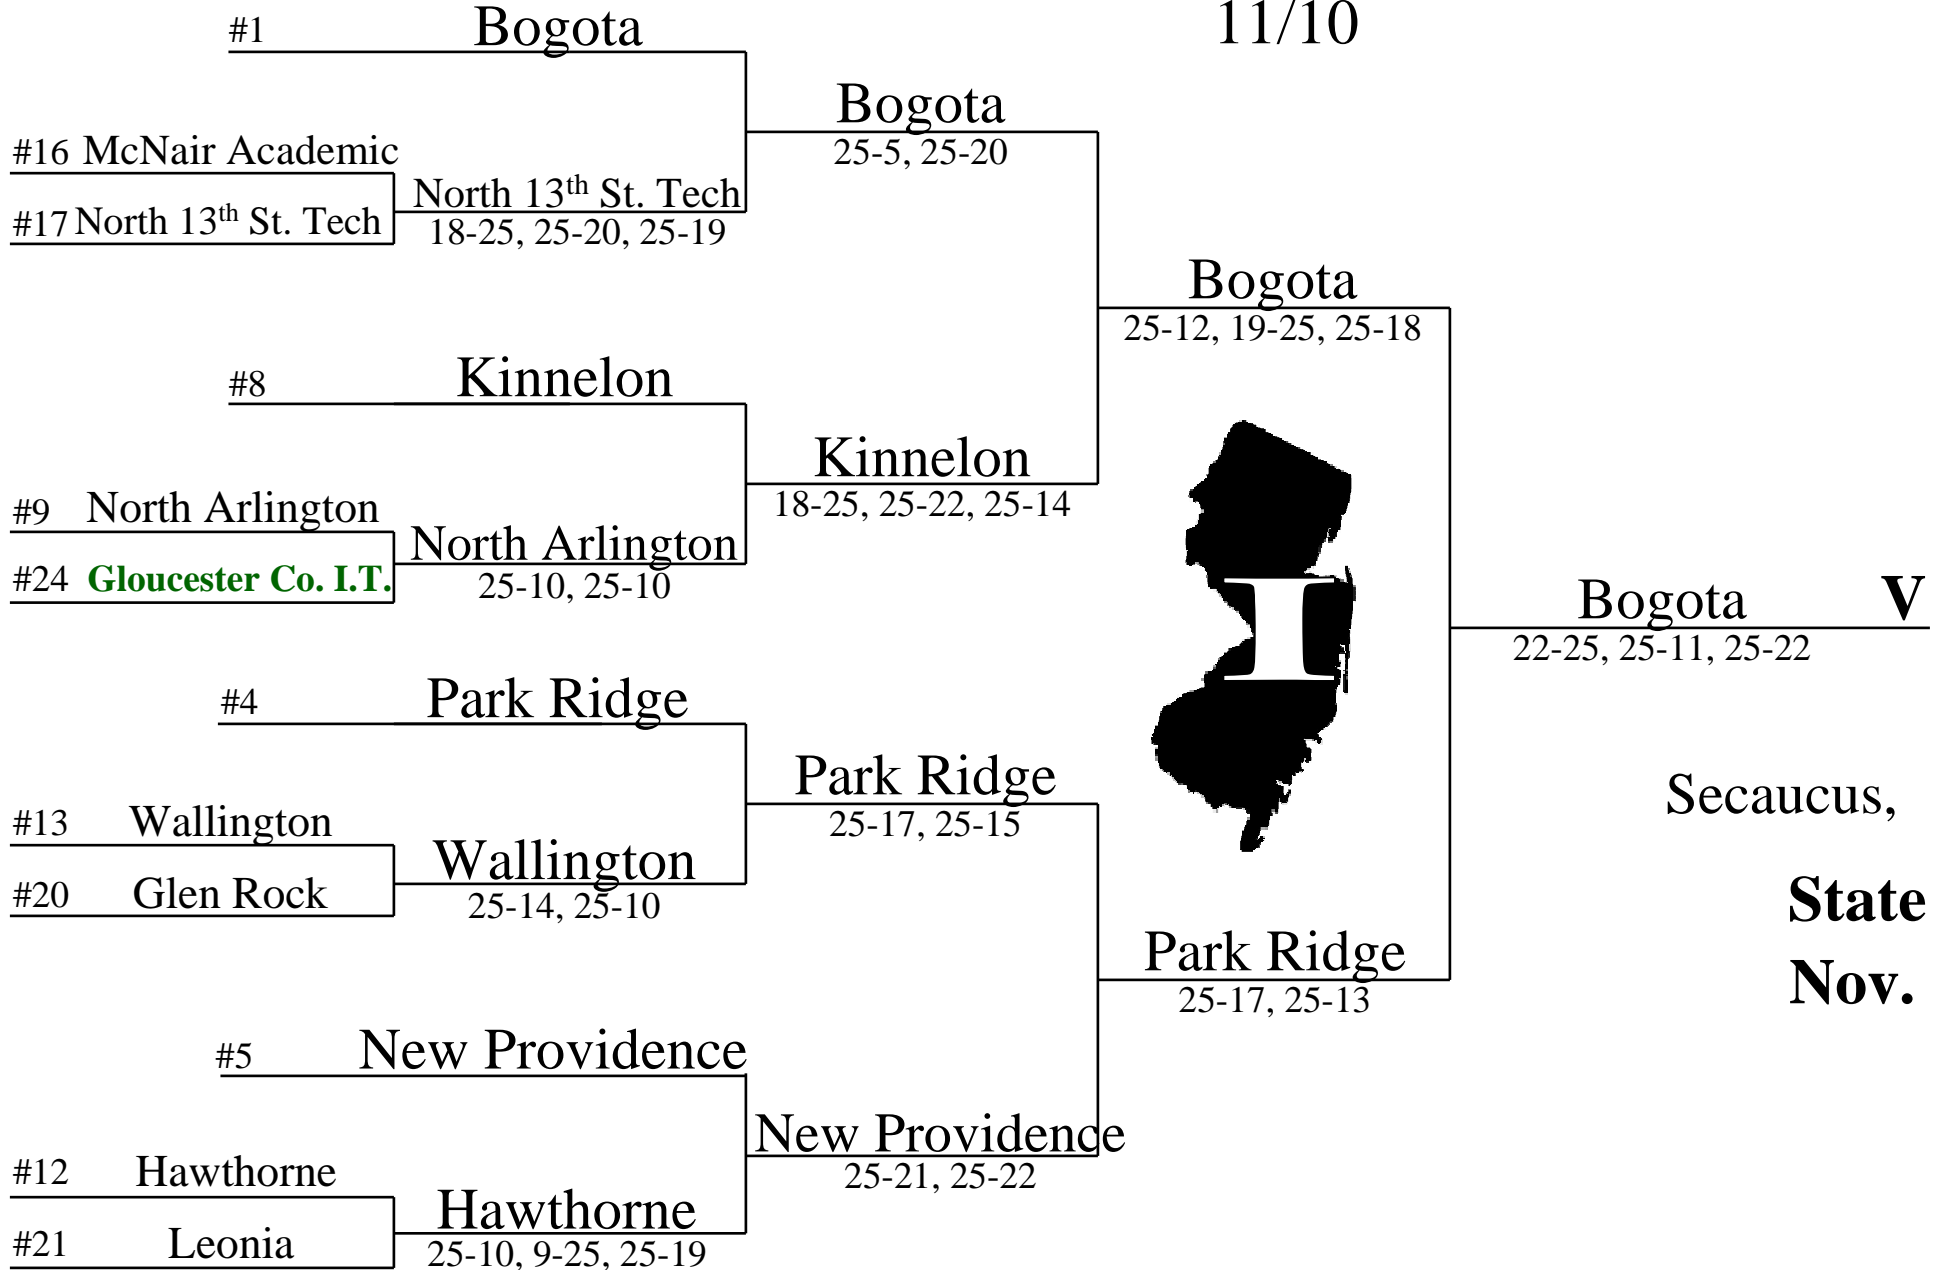 11/10
#1 Bogota
Bogota
25-5, 25-20
#16 McNair Academic
North 13th St. Tech
#17 North 13th St. Tech
18-25, 25-20, 25-19
Bogota
25-12, 19-25, 25-18
#8 Kinnelon
Kinnelon
18-25, 25-22, 25-14
#9 North Arlington
North Arlington
#24 Gloucester Co. I.T.
25-10, 25-10
I
Bogota V
22-25, 25-11, 25-22
#4 Park Ridge
Park Ridge
25-17, 25-15
Secaucus,
#13 Wallington
Wallington
#20 Glen Rock
25-14, 25-10
State
Park Ridge
25-17, 25-13
Nov.
#5 New Providence
New Providence
25-21, 25-22
#12 Hawthorne
Hawthorne
#21 Leonia
25-10, 9-25, 25-19